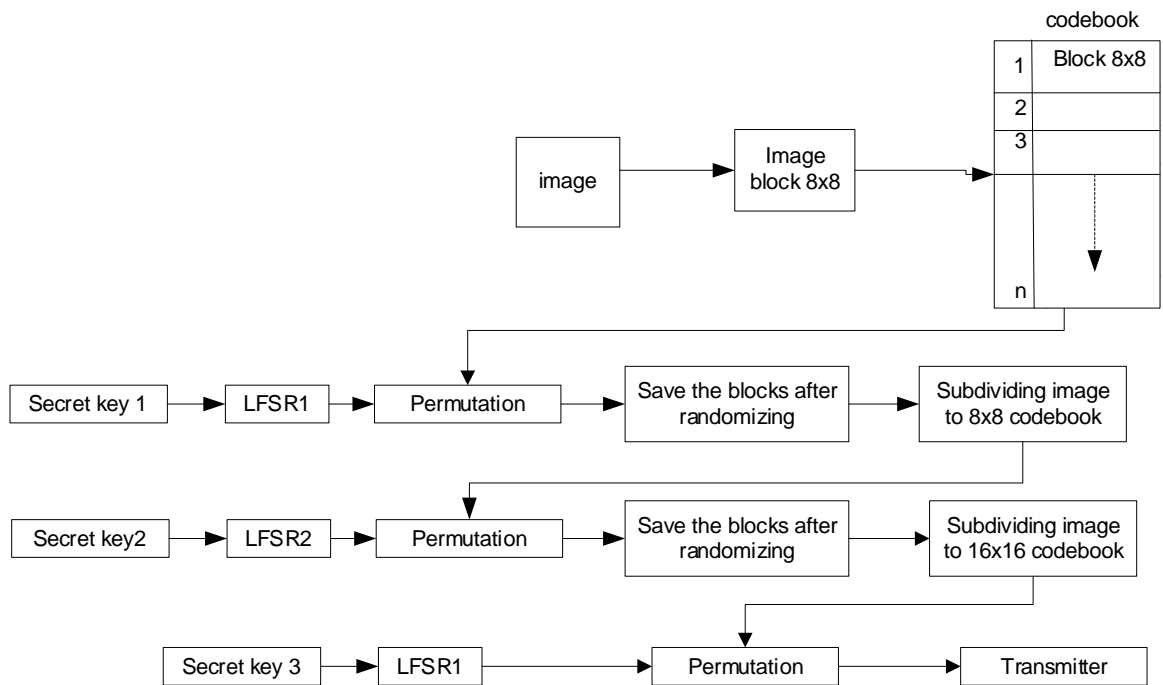 codebook
1 Block 8x8
2
3
image
Image
block 8x8
n
Secret key 1
LFSR1
Permutation
Save the blocks after
randomizing
Subdividing image
to 8x8 codebook
Secret key2
LFSR2
Permutation
Save the blocks after
randomizing
Subdividing image
to 16x16 codebook
Secret key 3
LFSR1
Permutation
Transmitter